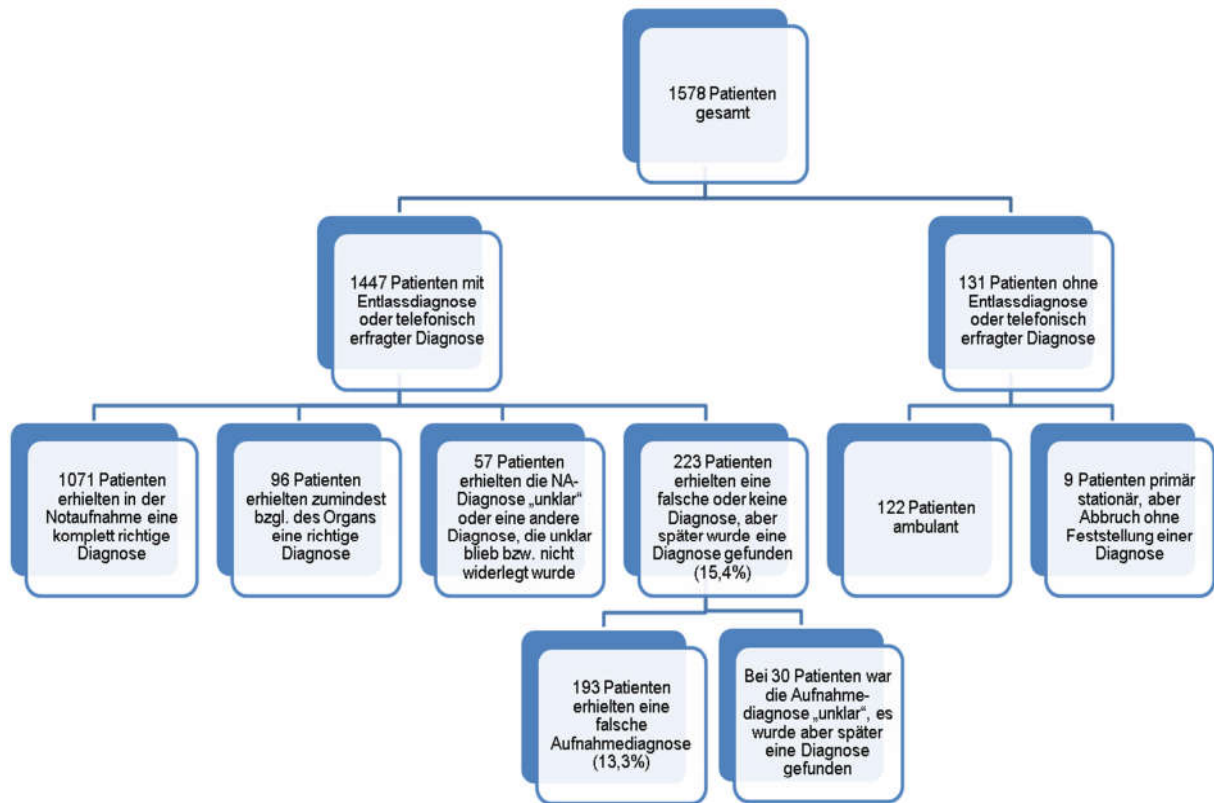 1578 Patienten
gesamt
1447 Patienten mit
Entlassdiagnose
oder telefonisch
erfragter Diagnose
131 Patienten ohne
Entlassdiagnose
oder telefonisch
erfragter Diagnose
1071 Patienten
erhielten in der
Notaufnahme eine
komplett richtige
Diagnose
96 Patienten
erhielten zumindest
bzgl. des Organs
eine richtige
Diagnose
57 Patienten
erhielten die NA-
Diagnose „unklar“
oder eine andere
Diagnose, die unklar
blieb bzw. nicht
widerlegt wurde
223 Patienten
erhielten eine
falsche oder keine
Diagnose, aber
später wurde eine
Diagnose gefunden
(15,4%)
122 Patienten
ambulant
9 Patienten primär
stationär, aber
Abbruch ohne
Feststellung einer
Diagnose
193 Patienten
erhielten eine
falsche
Aufnahmediagnose
(13,3%)
Bei 30 Patienten war
die Aufnahme-
diagnose „unklar“, es
wurde aber später
eine Diagnose
gefunden